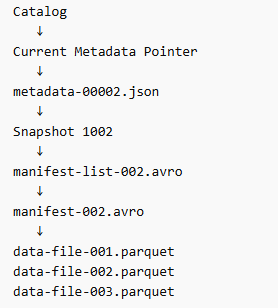 Catalog
↓
Current Metadata Pointer
↓
metadata-00002.json
↓
Snapshot 1002
↓
manifest-list-002.avro
↓
manifest-002.avro
↓
data-file-001.parquet
data-file-002.parquet
data-file-003.parquet